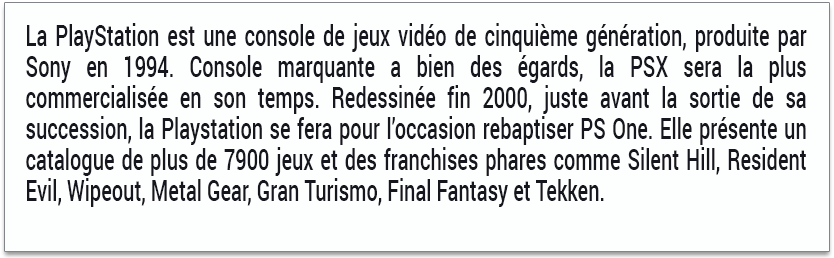 La PlayStation est une console de jeux vidéo de cinquième génération, produite par
Sony en 1994. Console marquante a bien des égards, la PSX sera la plus
commercialisée en son temps. Redessinée fin 2000, juste avant la sortie de sa
succession, la Playstation se fera pour l’occasion rebaptiser PS One. Elle présente un
catalogue de plus de 7900 jeux et des franchises phares comme Silent Hill, Resident
Evil, Wipeout, Metal Gear, Gran Turismo, Final Fantasy et Tekken.